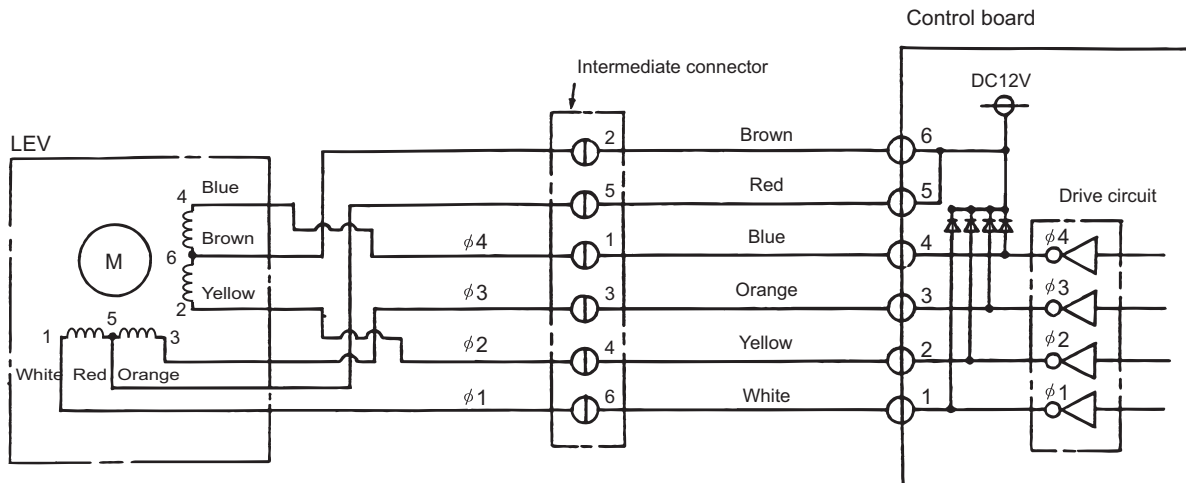 Control board
Intermediate connector
DC12V
LEV
2
Brown
6
4
Blue
5
Red
5
Drive circuit
Brown
6
M
ϕ4
1
Blue
4
ϕ4
Yellow
2
ϕ3
3
Orange
3
ϕ3
1
5
3
ϕ2
4
Yellow
2
ϕ2
White Red Orange
ϕ1
6
White
1
ϕ1